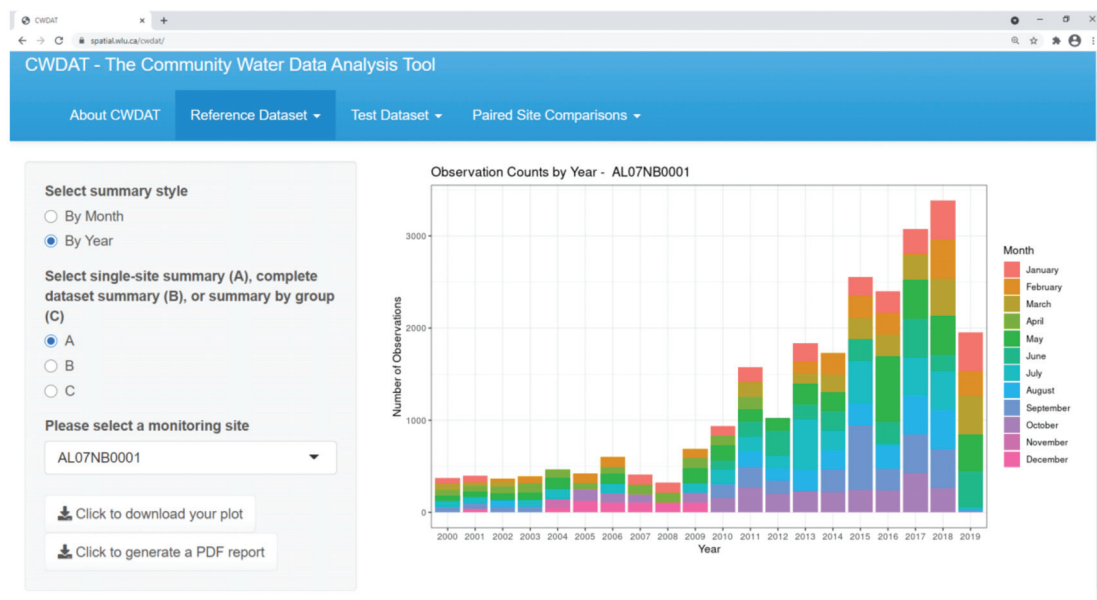 CWDAT
spatial.wlu.ca/cwdat/
CWDAT - The Community Water Data Analysis Tool
About CWDAT
Reference Dataset
Test Dataset
Paired Site Comparisons
Select summary style
By Month
By Year
Select single-site summary (A), complete
dataset summary (B), or summary by group
(C)
A
B
C
Please select a monitoring site
AL07NB0001
Click to download your plot
Click to generate a PDF report
Observation Counts by Year - AL07NB0001
Number of Observations
3000
2000
1000
0
2000 2001 2002 2003 2004 2005 2006 2007 2008 2009 2010 2011 2012 2013 2014 2015 2016 2017 2018 2019
Year
Month
January
February
March
April
May
June
July
August
September
October
November
December